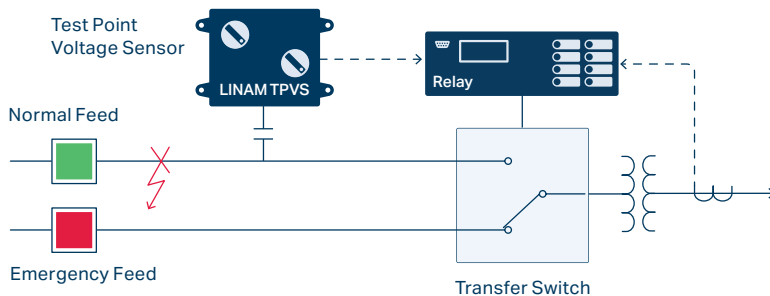 Test Point
Voltage Sensor
LINAM TPVS
Relay
Normal Feed
Emergency Feed
Transfer Switch